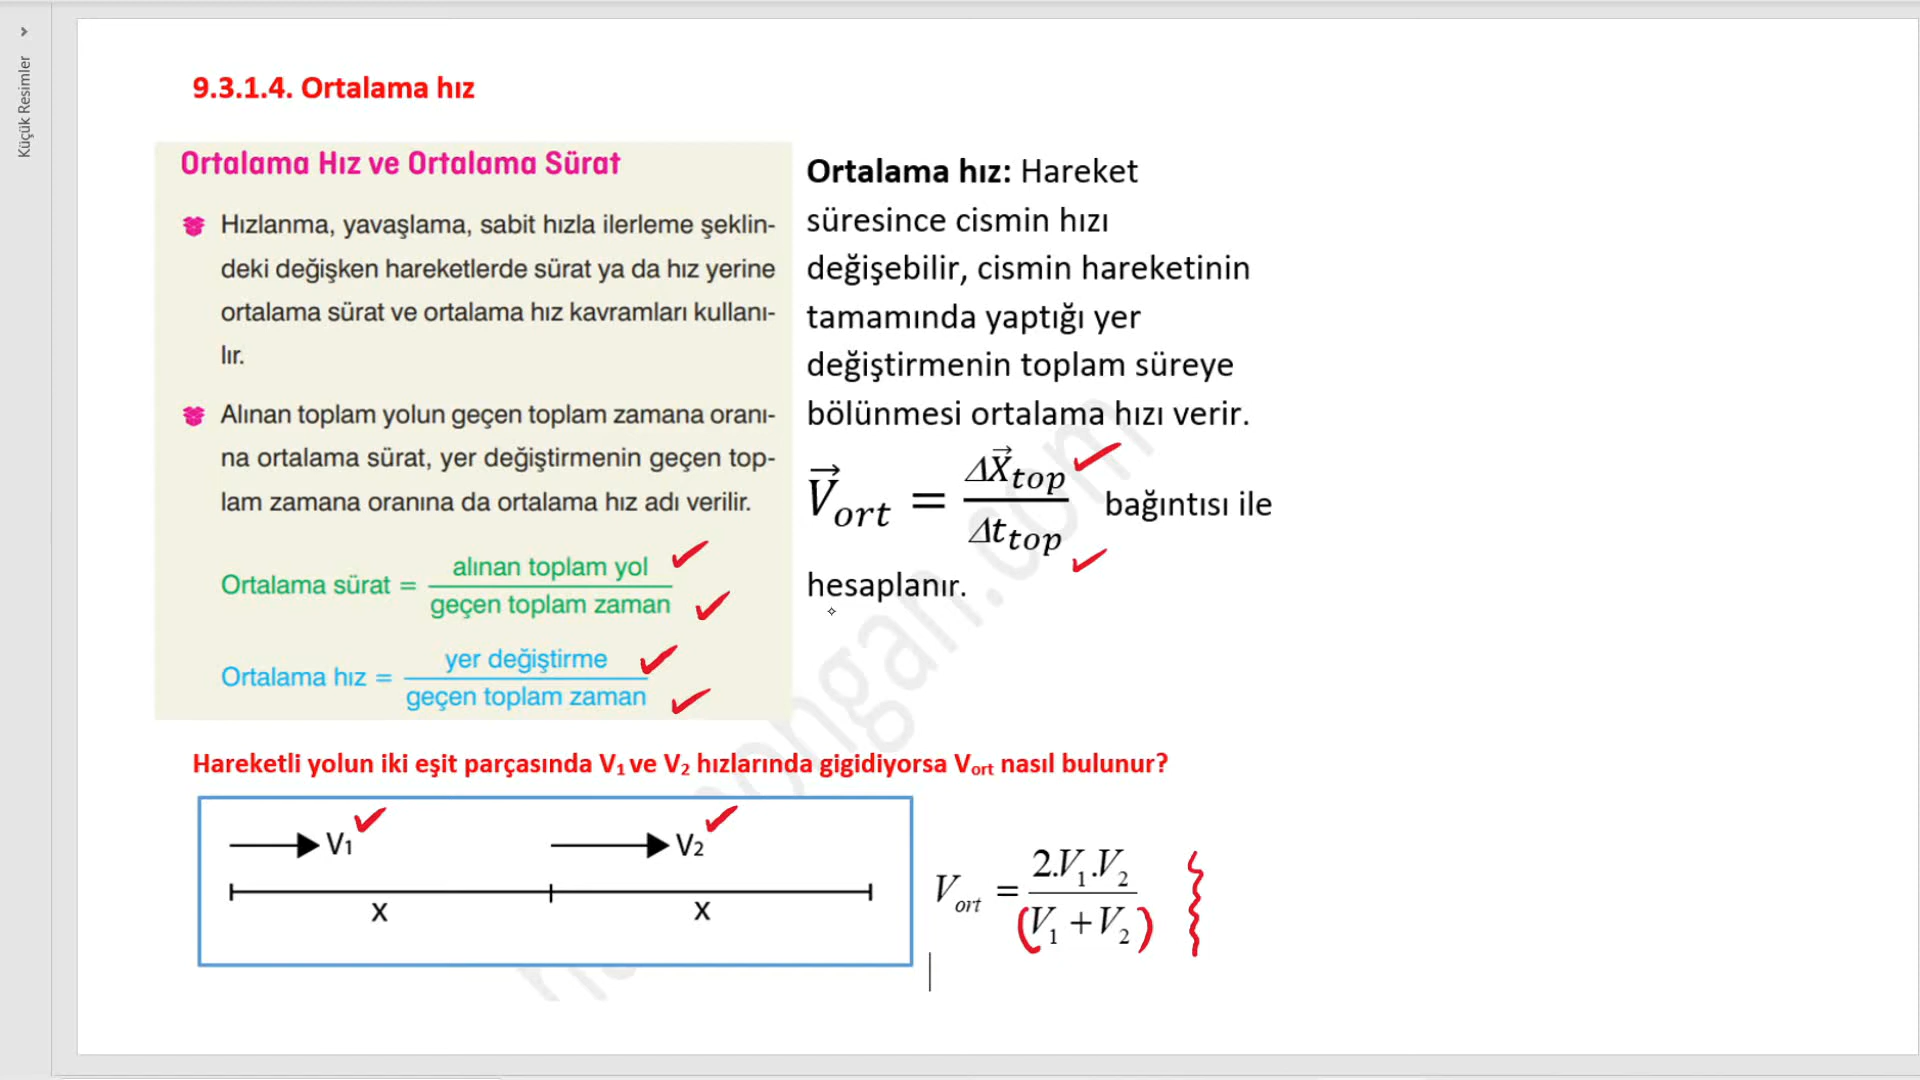 Küçük Resimler
9.3.1.4. Ortalama hız
Ortalama Hız ve Ortalama Sürat
Hızlanma, yavaşlama, sabit hızla ilerleme şeklin-
deki değişken hareketlerde sürat ya da hız yerine
ortalama sürat ve ortalama hız kavramları kullanı-
lır.
Alınan toplam yolun geçen toplam zamana oranı-
na ortalama sürat, yer değiştirmenin geçen top-
lam zamana oranına da ortalama hız adı verilir.
Ortalama sürat = alınan toplam yol
geçen toplam zaman
Ortalama hız = yer değiştirme
geçen toplam zaman
Ortalama hız: Hareket
süresince cismin hızı
değişebilir, cismin hareketinin
tamamında yaptığı yer
değiştirmenin toplam süreye
bölünmesi ortalama hızı verir.
V⃗ort = ΔX⃗top / Δttop bağıntısı ile
hesaplanır.
Hareketli yolun iki eşit parçasında V1 ve V2 hızlarında gigidiyorsa Vort nasıl bulunur?
V1 V2
X X
Vort = 2.V1.V2 / (V1 + V2)